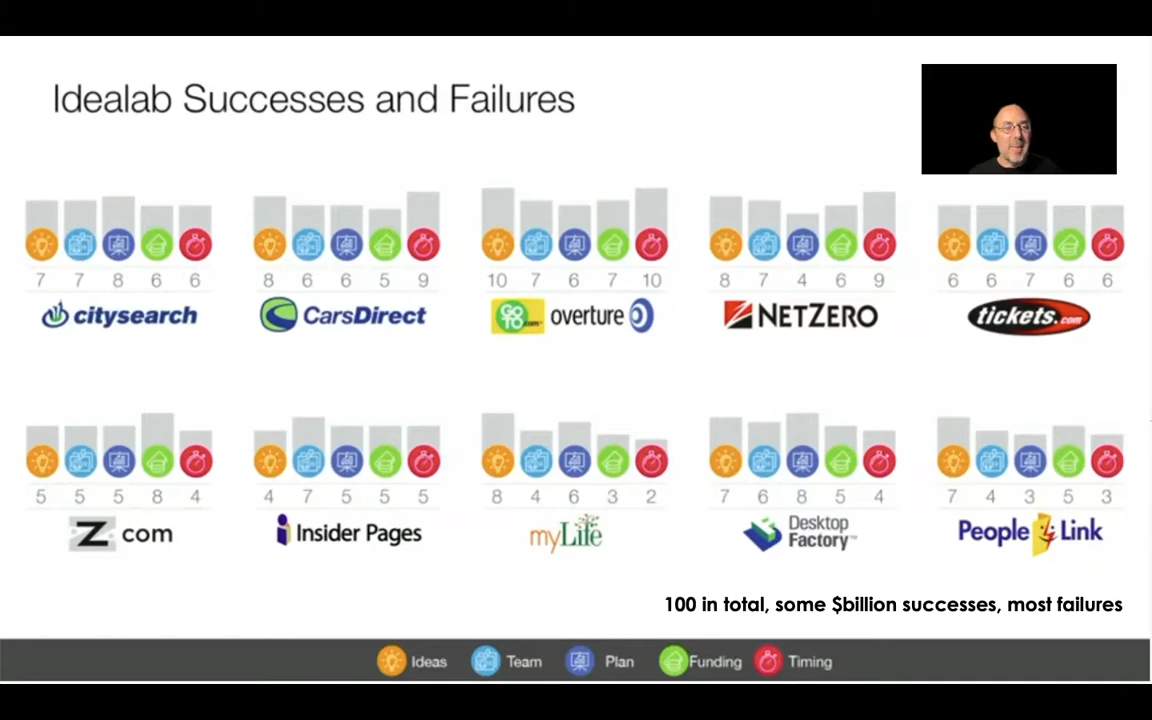 Idealab Successes and Failures
7 7 8 6 6
8 6 6 5 9
10 7 6 7 10
8 7 4 6 9
6 6 7 6 6
citysearch
CarsDirect
GO TO.com overture
NETZERO
tickets.com
5 5 5 8 4
4 7 5 5 5
8 4 6 3 2
7 6 8 5 4
7 4 3 5 3
Z com
Insider Pages
myLife
Desktop
Factory™
People Link
100 in total, some $billion successes, most failures
Ideas Team Plan Funding Timing